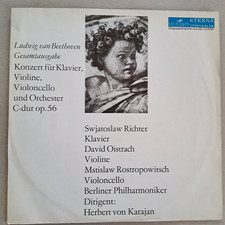 ETERNA
Ludwig van Beethoven
Gesamtausgabe
Konzert für Klavier,
Violine,
Violoncello
und Orchester
C-dur op. 56
Swjatoslaw Richter
Klavier
David Oistrach
Violine
Mstislaw Rostropowitsch
Violoncello
Berliner Philharmoniker
Dirigent:
Herbert von Karajan